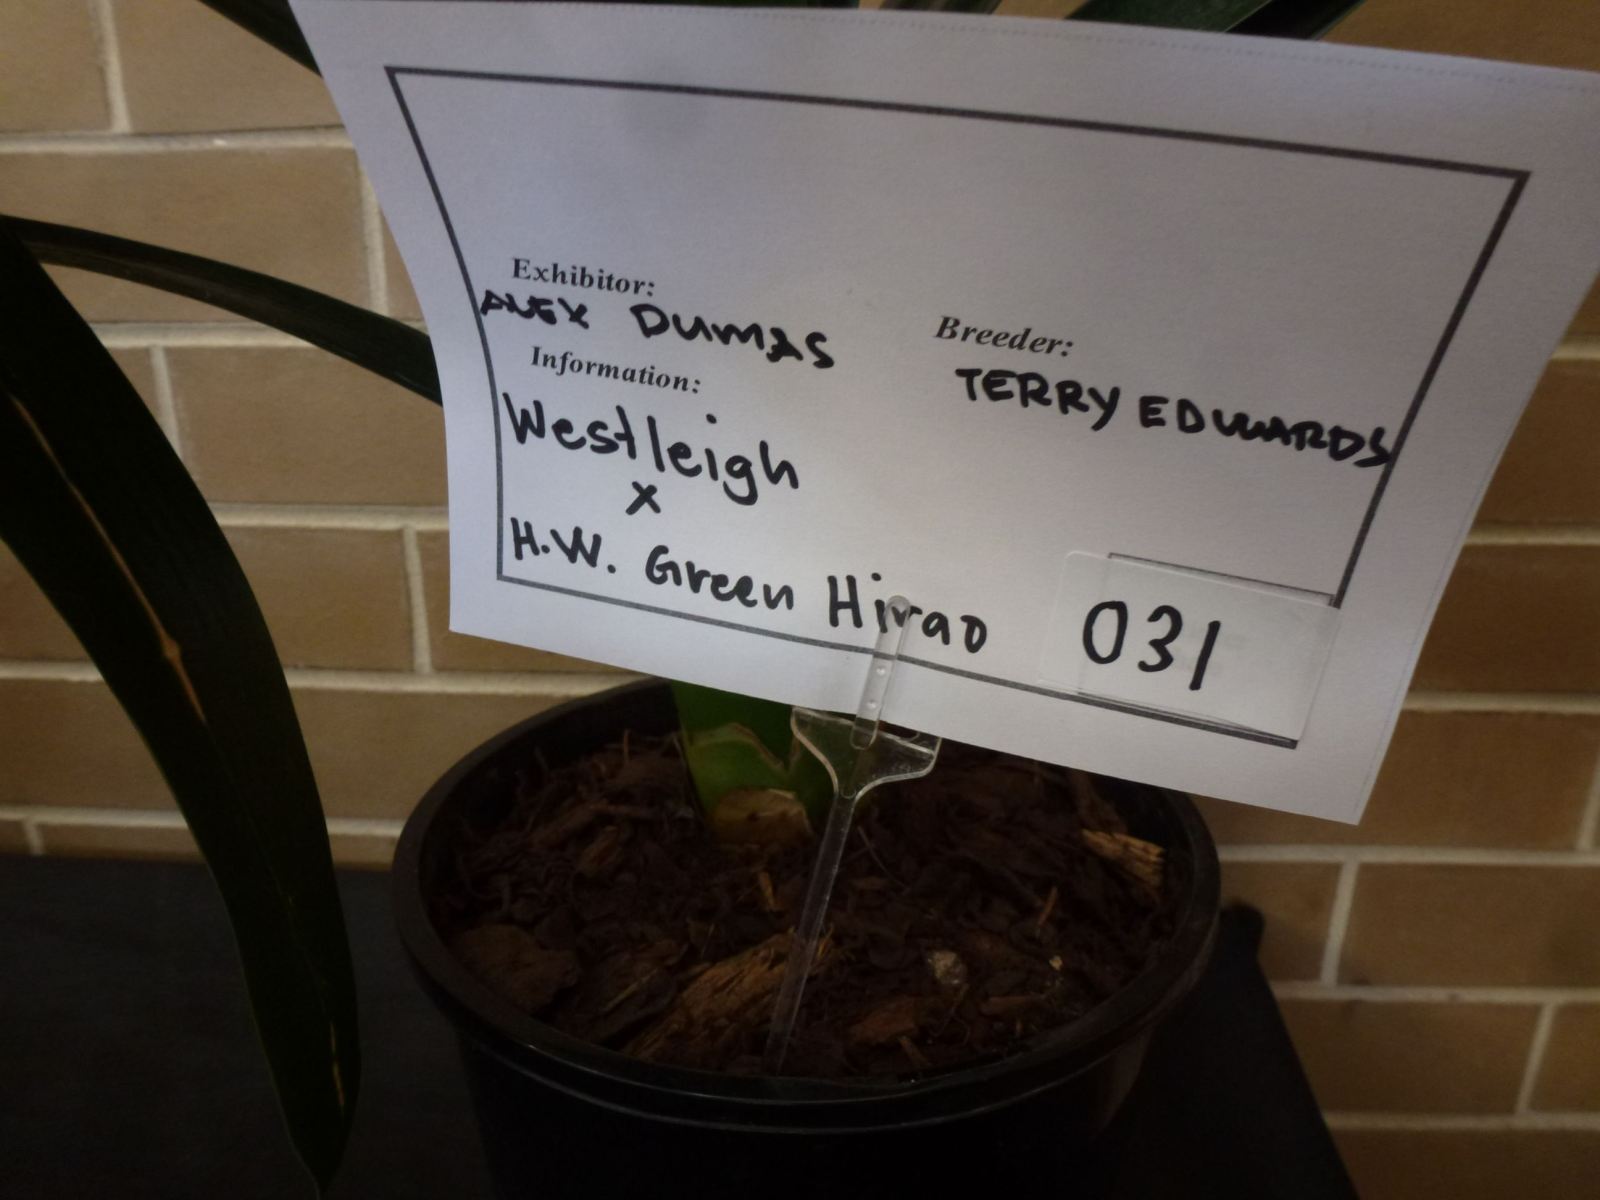 Exhibitor:
ALEX DUMAS
Breeder:
TERRY EDWARDS
Information:
Westleigh
x
H.W. Green Hirao
031